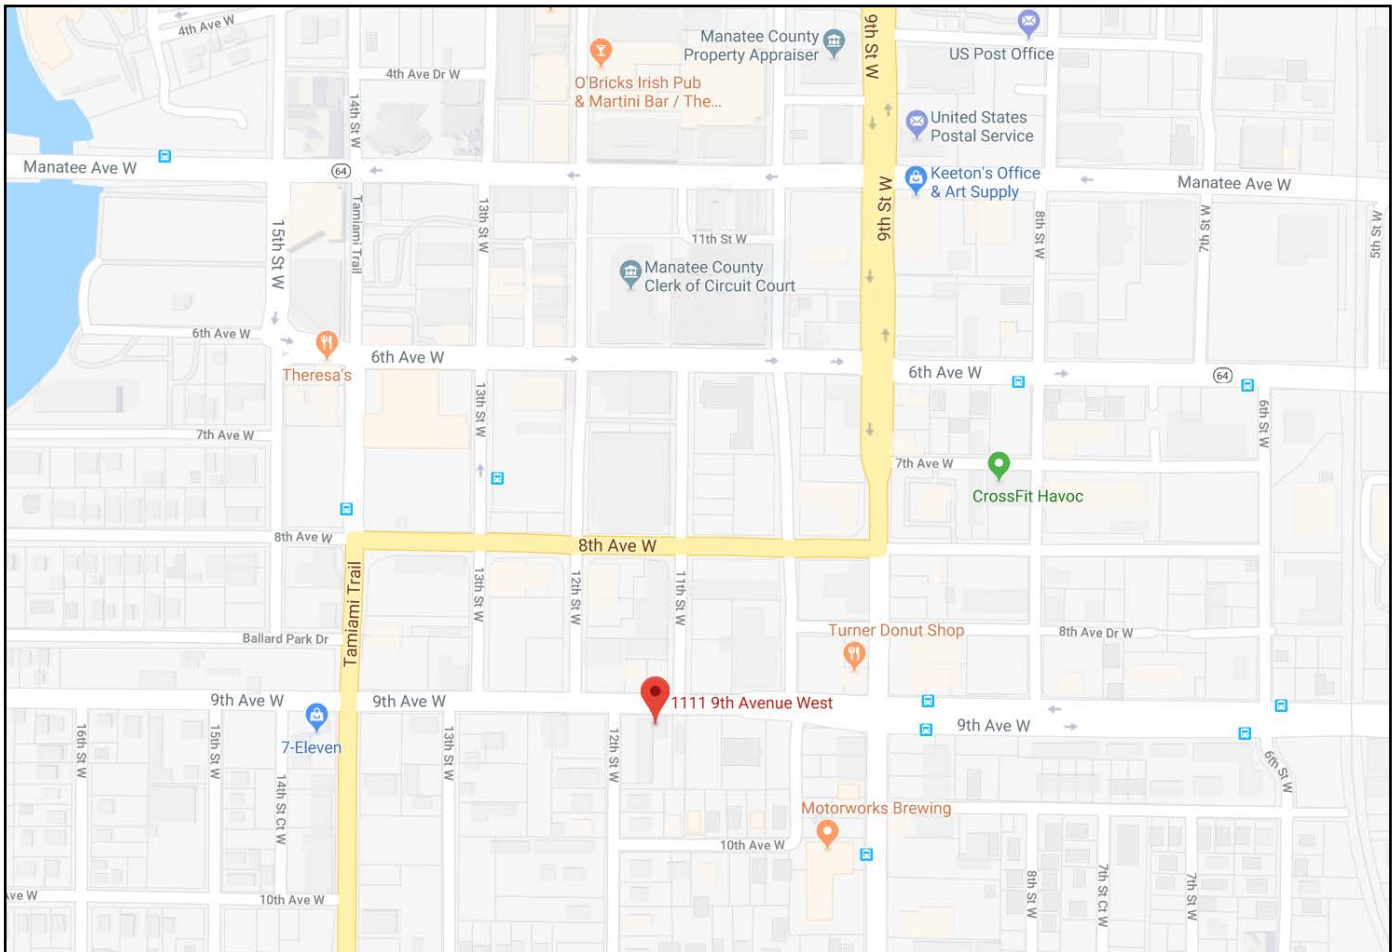 4th Ave W
9th St W
US Post Office
Manatee County
Property Appraiser
O'Bricks Irish Pub
& Martini Bar / The...
4th Ave Dr W
14th St W
United States
Postal Service
Manatee Ave W
64
Keeton's Office
& Art Supply
Manatee Ave W
Tamiami Trail
15th St W
13th St W
11th St W
9th St W
8th St W
7th St W
5th St W
Manatee County
Clerk of Circuit Court
6th Ave W
Theresa's
6th Ave W
6th Ave W
64
13th St W
6th St W
7th Ave W
7th Ave W
CrossFit Havoc
8th Ave W
8th Ave W
Tamiami Trail
13th St W
12th St W
11th St W
Ballard Park Dr
Turner Donut Shop
8th Ave Dr W
9th Ave W
9th Ave W
1111 9th Avenue West
9th Ave W
7-Eleven
16th St W
15th St W
14th St Ct W
13th St W
12th St W
6th St W
Motorworks Brewing
10th Ave W
8th St W
7th St Ct W
7th St W
Ave W
10th Ave W